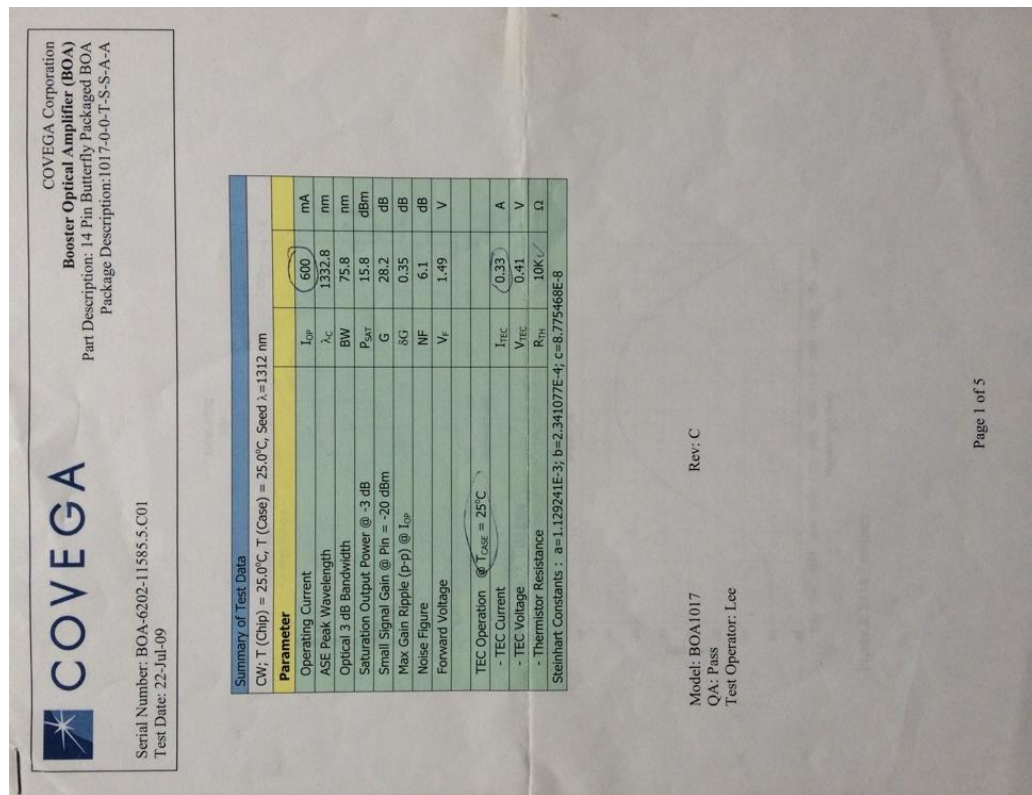 COVEGA
COVEGA Corporation
Booster Optical Amplifier (BOA)
Part Description: 14 Pin Butterfly Packaged BOA
Package Description:1017-0-0-T-S-S-A-A
Serial Number: BOA-6202-11585.5.C01
Test Date: 22-Jul-09
Summary of Test Data
CW; T (Chip) = 25.0°C, T (Case) = 25.0°C, Seed λ=1312 nm
Parameter
Operating Current IOP 600 mA
ASE Peak Wavelength λC 1332.8 nm
Optical 3 dB Bandwidth BW 75.8 nm
Saturation Output Power @ -3 dB PSAT 15.8 dBm
Small Signal Gain @ Pin = -20 dBm G 28.2 dB
Max Gain Ripple (p-p) @ IOP δG 0.35 dB
Noise Figure NF 6.1 dB
Forward Voltage VF 1.49 V
TEC Operation @ TCASE = 25°C
- TEC Current ITEC 0.33 A
- TEC Voltage VTEC 0.41 V
- Thermistor Resistance RTH 10K Ω
Steinhart Constants : a=1.129241E-3; b=2.341077E-4; c=8.775468E-8
Model: BOA1017 Rev: C
QA: Pass
Test Operator: Lee
Page 1 of 5